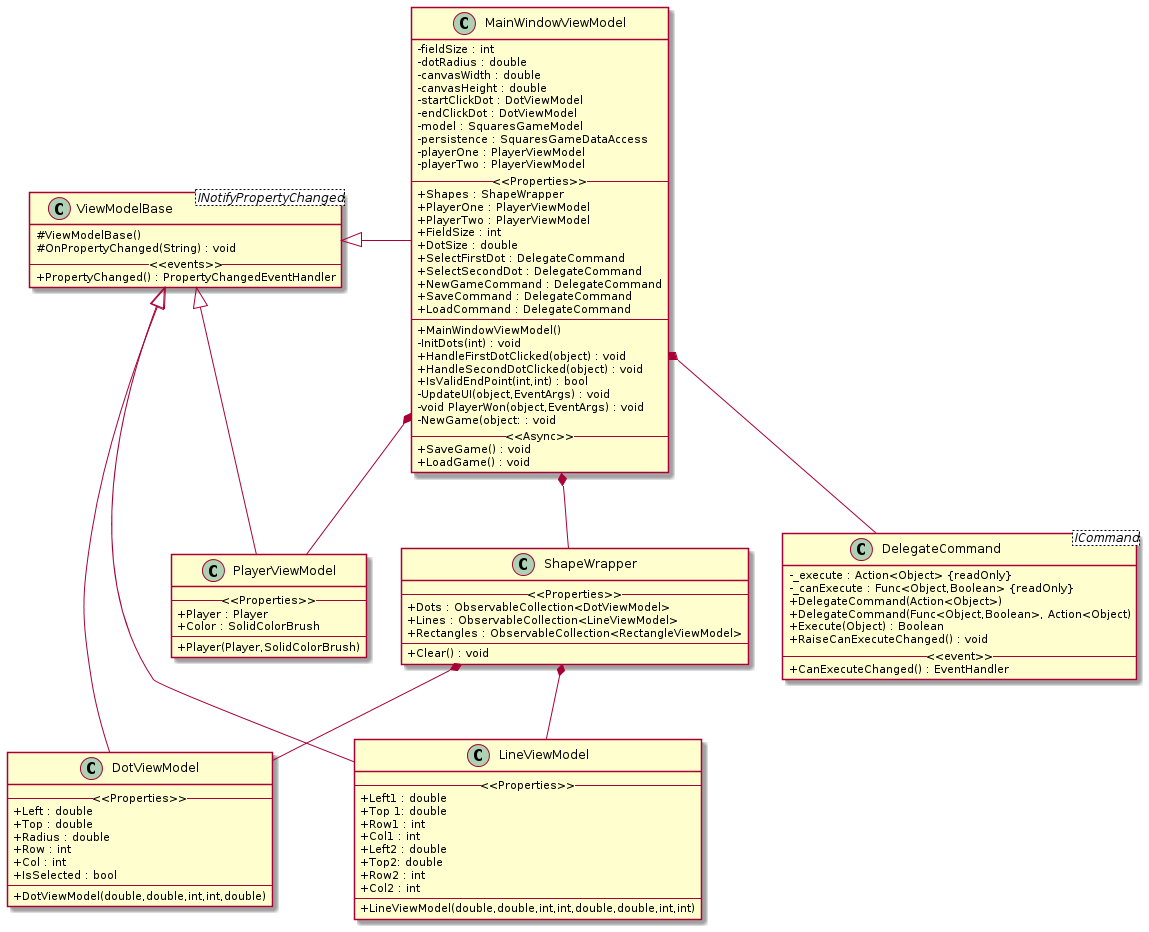 C MainWindowViewModel
-fieldSize : int
-dotRadius : double
-canvasWidth : double
-canvasHeight : double
-startClickDot : DotViewModel
-endClickDot : DotViewModel
-model : SquaresGameModel
-persistence : SquaresGameDataAccess
-playerOne : PlayerViewModel
-playerTwo : PlayerViewModel
<<Properties>>
+Shapes : ShapeWrapper
+PlayerOne : PlayerViewModel
+PlayerTwo : PlayerViewModel
+FieldSize : int
+DotSize : double
+SelectFirstDot : DelegateCommand
+SelectSecondDot : DelegateCommand
+NewGameCommand : DelegateCommand
+SaveCommand : DelegateCommand
+LoadCommand : DelegateCommand
+MainWindowViewModel()
-InitDots(int) : void
+HandleFirstDotClicked(object) : void
+HandleSecondDotClicked(object) : void
+IsValidEndPoint(int,int) : bool
-UpdateUI(object,EventArgs) : void
-void PlayerWon(object,EventArgs) : void
-NewGame(object: : void
<<Async>>
+SaveGame() : void
+LoadGame() : void
INotifyPropertyChanged
C ViewModelBase
#ViewModelBase()
#OnPropertyChanged(String) : void
<<events>>
+PropertyChanged() : PropertyChangedEventHandler
C PlayerViewModel
<<Properties>>
+Player : Player
+Color : SolidColorBrush
+Player(Player,SolidColorBrush)
C ShapeWrapper
<<Properties>>
+Dots : ObservableCollection<DotViewModel>
+Lines : ObservableCollection<LineViewModel>
+Rectangles : ObservableCollection<RectangleViewModel>
+Clear() : void
ICommand
C DelegateCommand
-_execute : Action<Object> {readOnly}
-_canExecute : Func<Object,Boolean> {readOnly}
+DelegateCommand(Action<Object>)
+DelegateCommand(Func<Object,Boolean>, Action<Object)
+Execute(Object) : Boolean
+RaiseCanExecuteChanged() : void
<<event>>
+CanExecuteChanged() : EventHandler
C DotViewModel
<<Properties>>
+Left : double
+Top : double
+Radius : double
+Row : int
+Col : int
+IsSelected : bool
+DotViewModel(double,double,int,int,double)
C LineViewModel
<<Properties>>
+Left1 : double
+Top 1: double
+Row1 : int
+Col1 : int
+Left2 : double
+Top2: double
+Row2 : int
+Col2 : int
+LineViewModel(double,double,int,int,double,double,int,int)